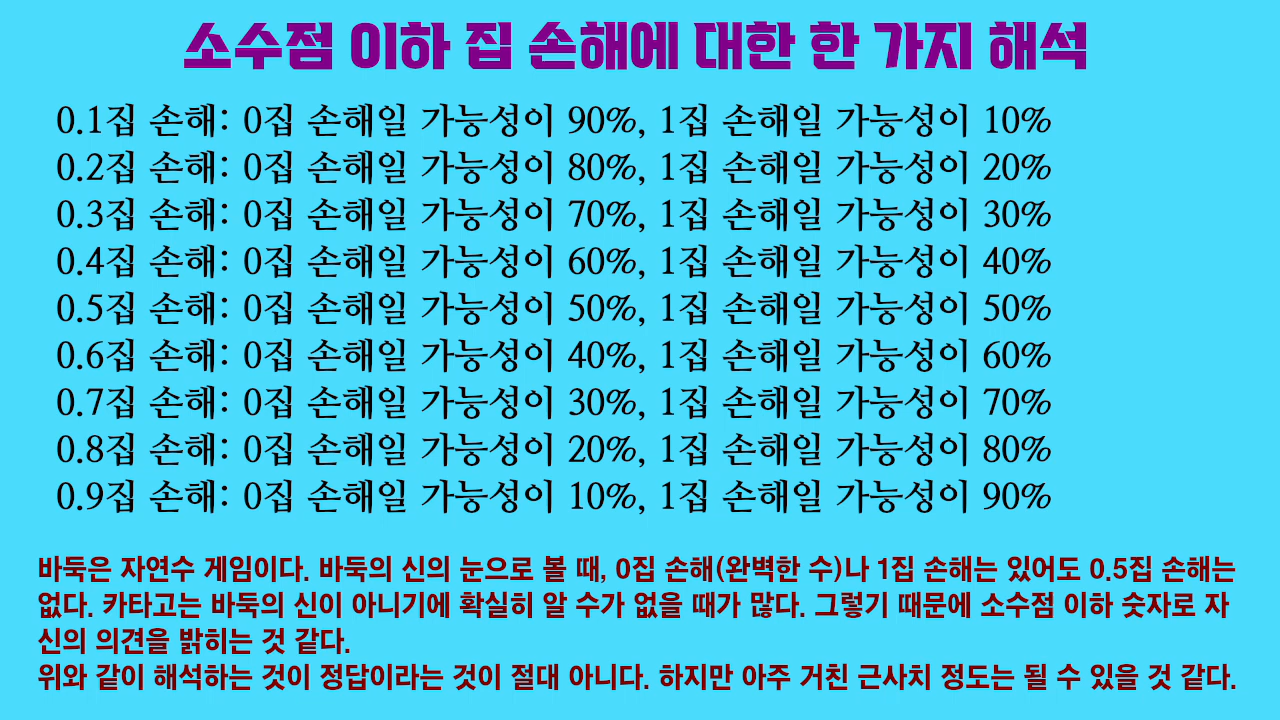 소수점 이하 집 손해에 대한 한 가지 해석
0.1집 손해: 0집 손해일 가능성이 90%, 1집 손해일 가능성이 10%
0.2집 손해: 0집 손해일 가능성이 80%, 1집 손해일 가능성이 20%
0.3집 손해: 0집 손해일 가능성이 70%, 1집 손해일 가능성이 30%
0.4집 손해: 0집 손해일 가능성이 60%, 1집 손해일 가능성이 40%
0.5집 손해: 0집 손해일 가능성이 50%, 1집 손해일 가능성이 50%
0.6집 손해: 0집 손해일 가능성이 40%, 1집 손해일 가능성이 60%
0.7집 손해: 0집 손해일 가능성이 30%, 1집 손해일 가능성이 70%
0.8집 손해: 0집 손해일 가능성이 20%, 1집 손해일 가능성이 80%
0.9집 손해: 0집 손해일 가능성이 10%, 1집 손해일 가능성이 90%
바둑은 자연수 게임이다. 바둑의 신의 눈으로 볼 때, 0집 손해(완벽한 수)나 1집 손해는 있어도 0.5집 손해는
없다. 카타고는 바둑의 신이 아니기에 확실히 알 수가 없을 때가 많다. 그렇기 때문에 소수점 이하 숫자로 자
신의 의견을 밝히는 것 같다.
위와 같이 해석하는 것이 정답이라는 것이 절대 아니다. 하지만 아주 거친 근사치 정도는 될 수 있을 것 같다.